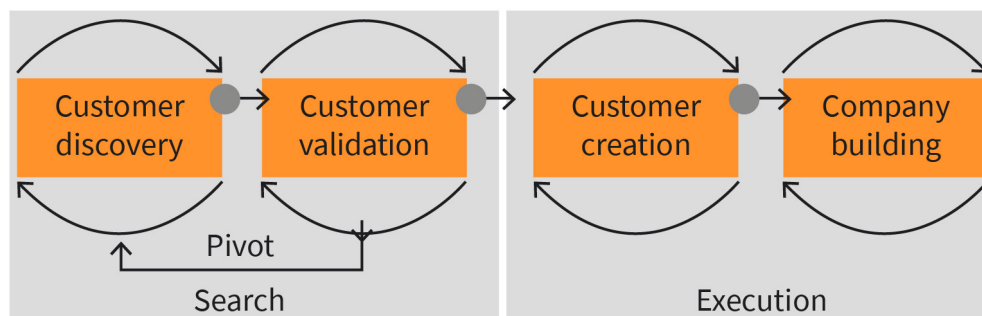 Customer
discovery
Customer
validation
Customer
creation
Company
building
Pivot
Search
Execution